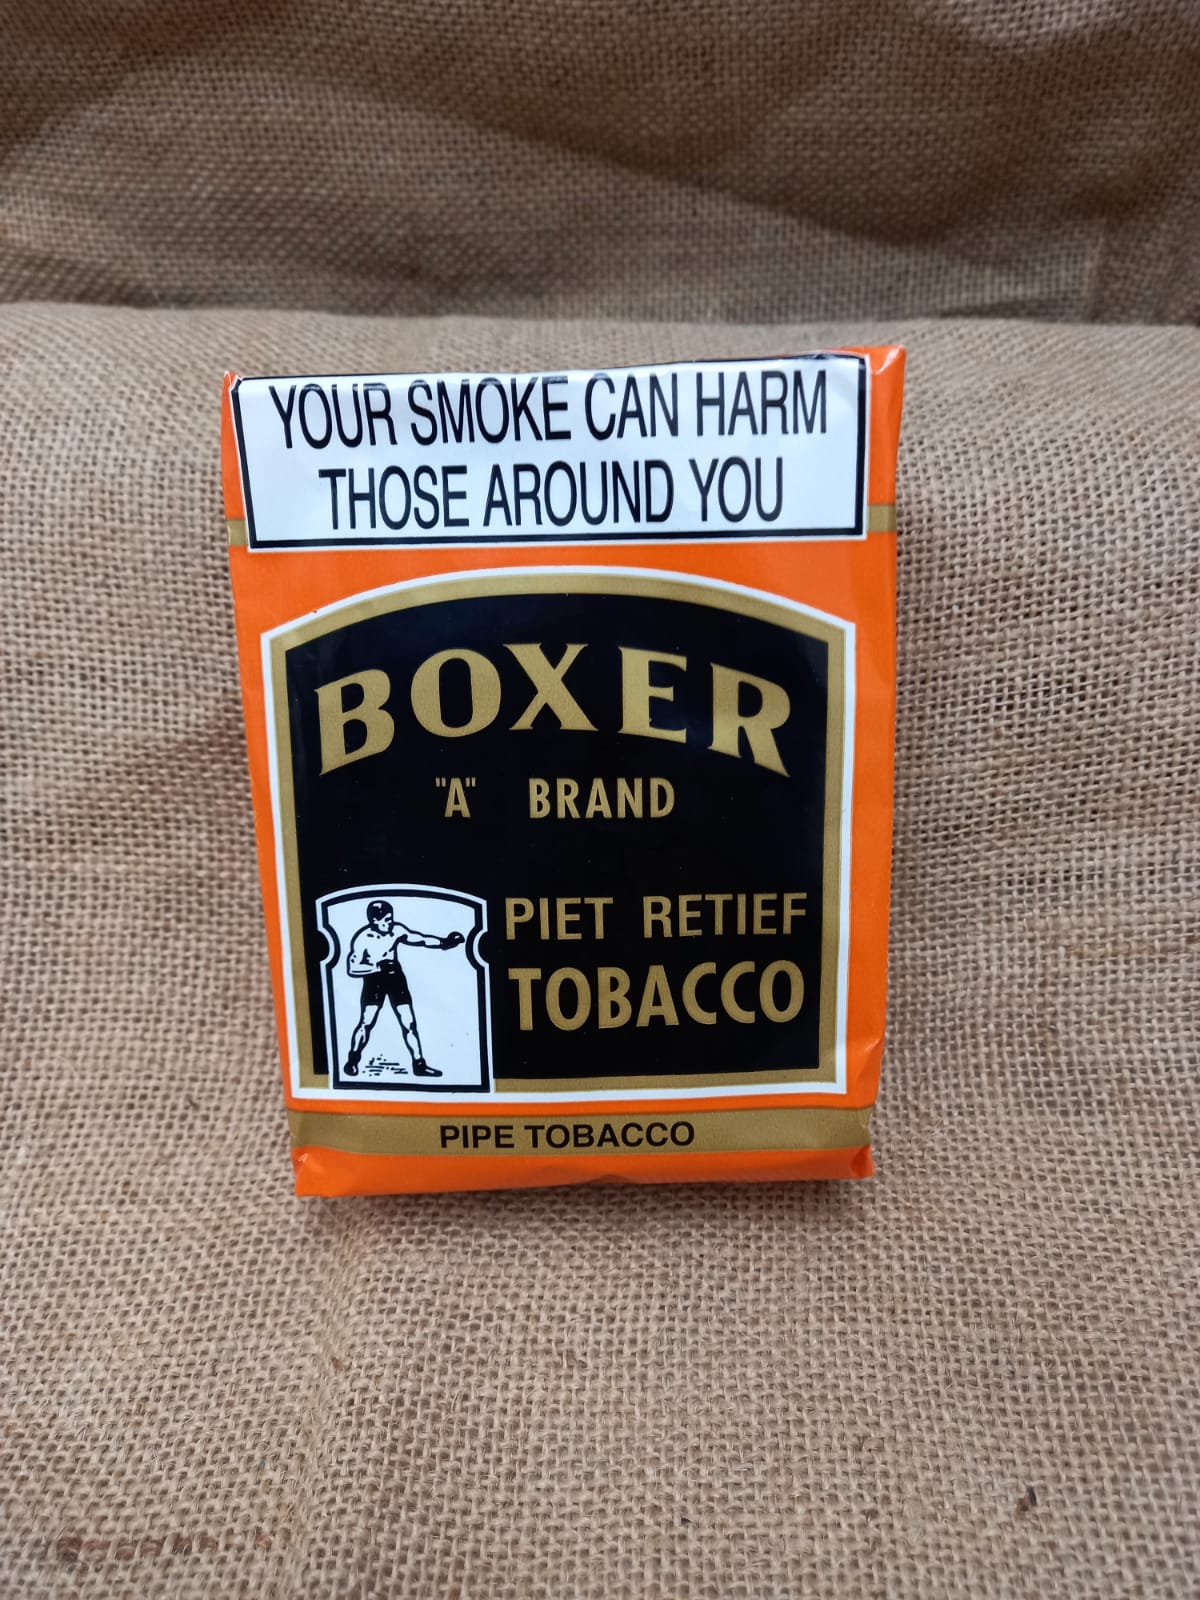 YOUR SMOKE CAN HARM
THOSE AROUND YOU
BOXER
"A" BRAND
PIET RETIEF
TOBACCO
PIPE TOBACCO